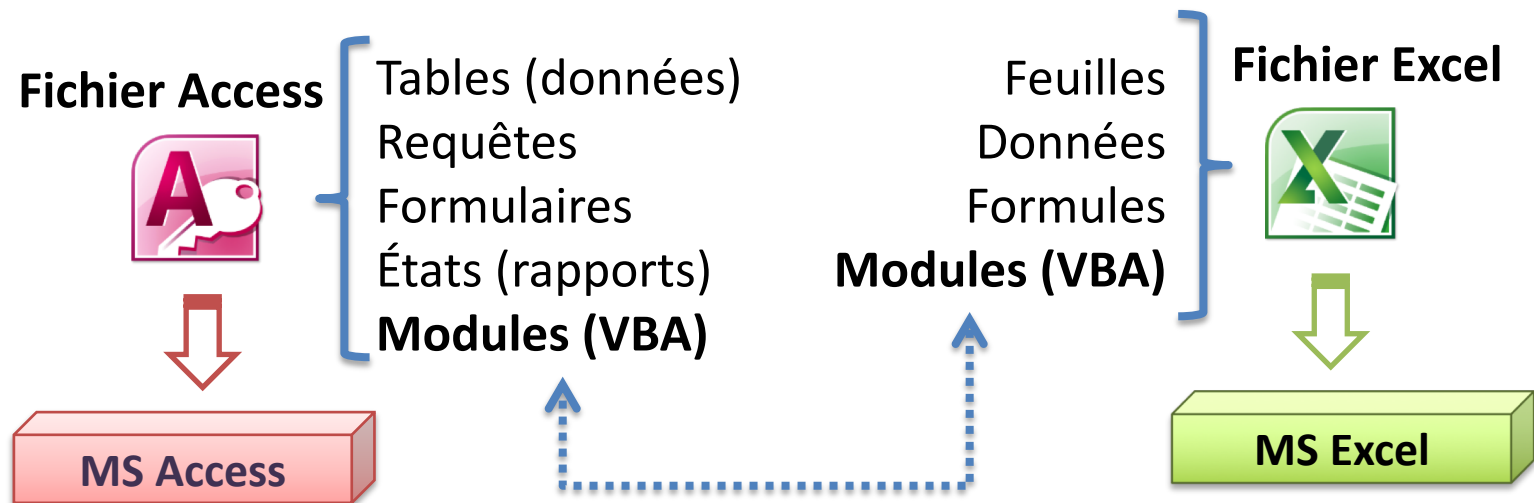 Fichier Access
Tables (données)
Requêtes
Formulaires
États (rapports)
Modules (VBA)
MS Access
Feuilles
Données
Formules
Modules (VBA)
Fichier Excel
MS Excel